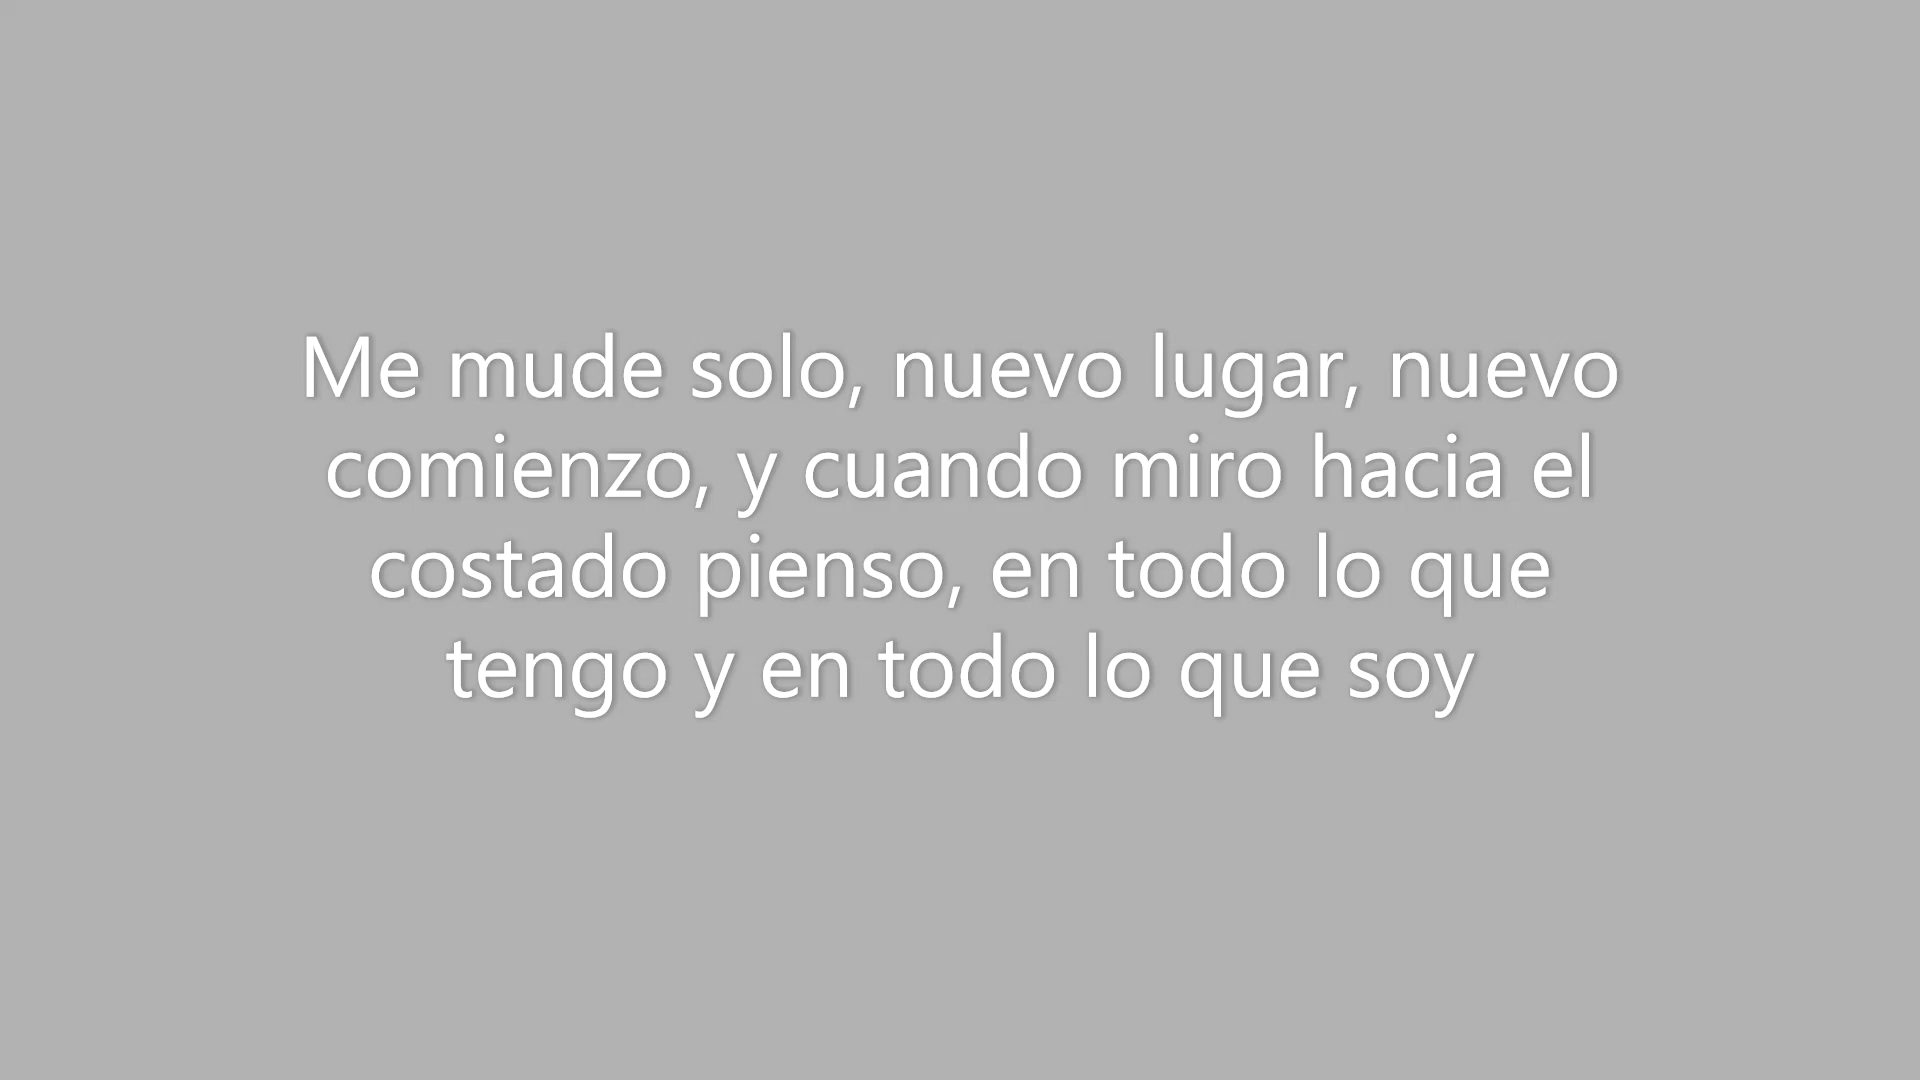 Me mude solo, nuevo lugar, nuevo
comienzo, y cuando miro hacia el
costado pienso, en todo lo que
tengo y en todo lo que soy